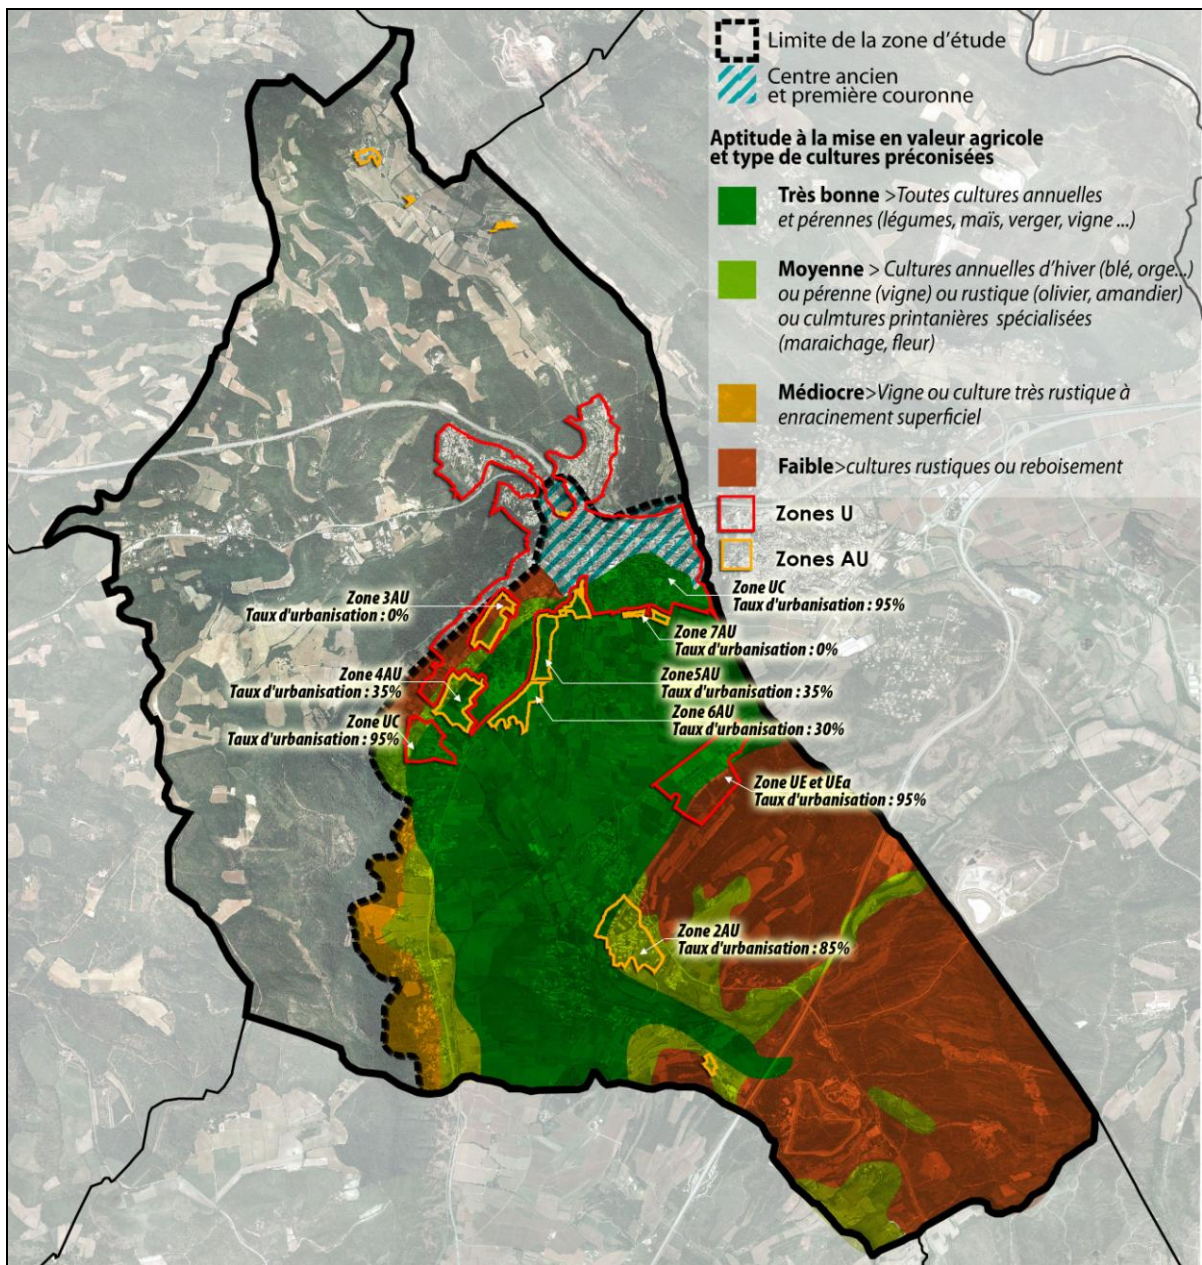 Limite de la zone d'étude
Centre ancien
et première couronne
Aptitude à la mise en valeur agricole
et type de cultures préconisées
Très bonne >Toutes cultures annuelles
et pérennes (légumes, maïs, verger, vigne ...)
Moyenne > Cultures annuelles d'hiver (blé, orge...)
ou pérenne (vigne) ou rustique (olivier, amandier)
ou culmtures printanières spécialisées
(maraichage, fleur)
Médiocre>Vigne ou culture très rustique à
enracinement superficiel
Faible>cultures rustiques ou reboisement
Zones U
Zones AU
Zone UC
Taux d'urbanisation : 95%
Zone 3AU
Taux d'urbanisation : 0%
Zone 7AU
Taux d'urbanisation : 0%
Zone 4AU
Taux d'urbanisation : 35%
Zone5AU
Taux d'urbanisation : 35%
Zone UC
Taux d'urbanisation : 95%
Zone 6AU
Taux d'urbanisation : 30%
Zone UE et UEa
Taux d'urbanisation : 95%
Zone 2AU
Taux d'urbanisation : 85%